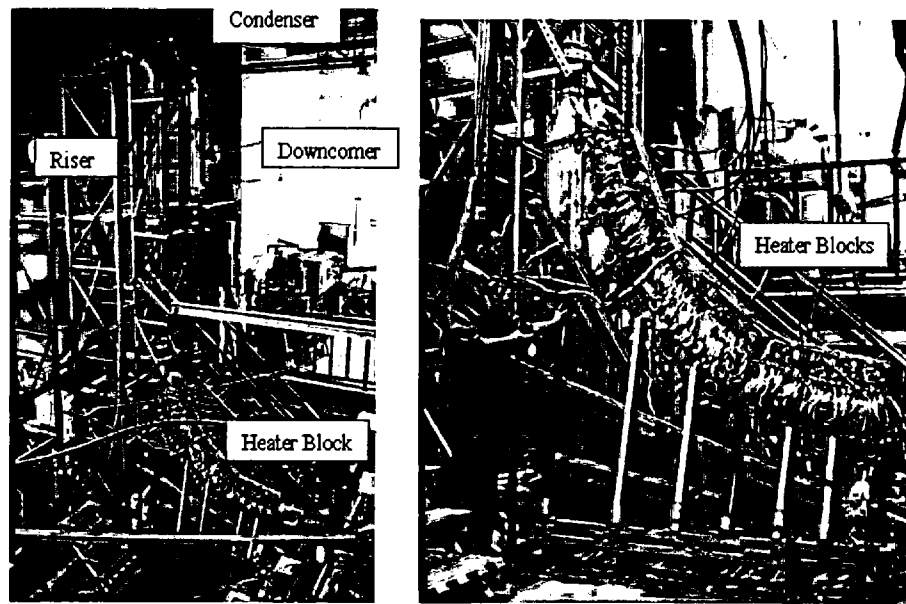 Condenser
Riser
Downcomer
Heater Block
Heater Blocks